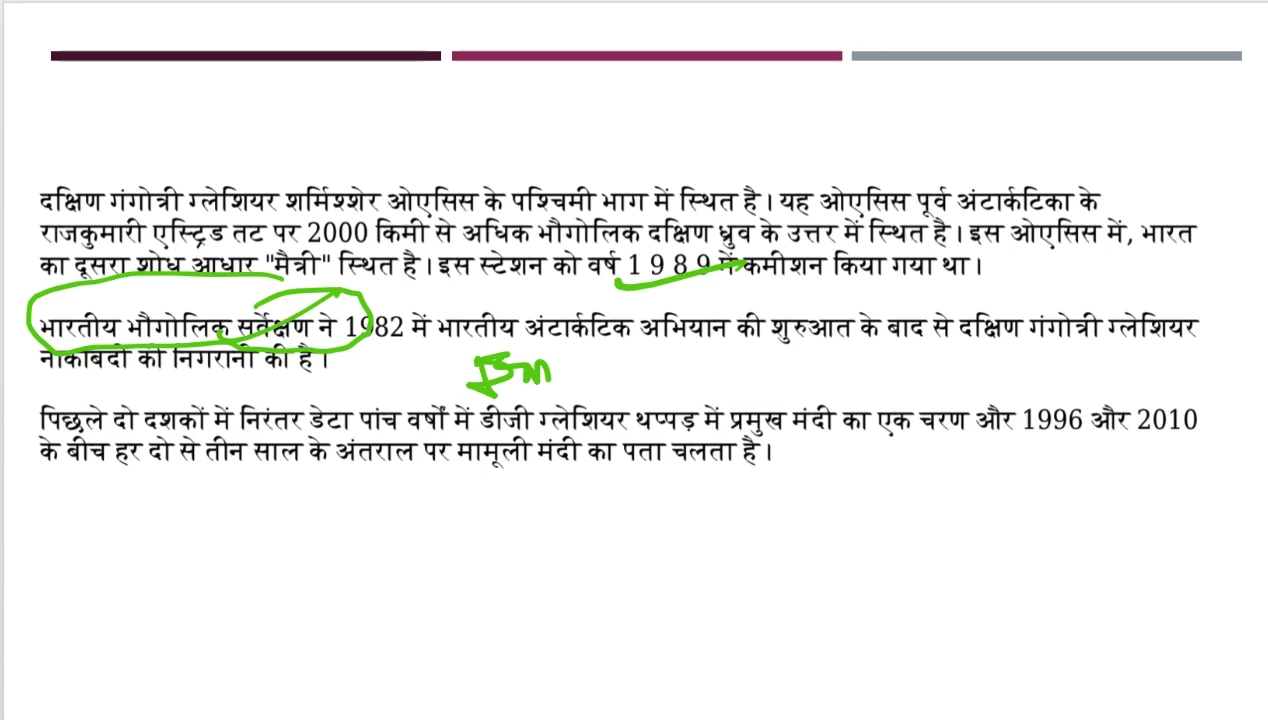 दक्षिण गंगोत्री ग्लेशियर शर्मिश्शेर ओएसिस के पश्चिमी भाग में स्थित है। यह ओएसिस पूर्व अंटार्कटिका के
राजकुमारी एस्ट्रिड तट पर 2000 किमी से अधिक भौगोलिक दक्षिण ध्रुव के उत्तर में स्थित है। इस ओएसिस में, भारत
का दूसरा शोध आधार "मैत्री" स्थित है। इस स्टेशन को वर्ष 1 9 8 9 में कमीशन किया गया था।
भारतीय भौगोलिक सर्वेक्षण ने 1982 में भारतीय अंटार्कटिक अभियान की शुरुआत के बाद से दक्षिण गंगोत्री ग्लेशियर
नाकाबंदी की निगरानी की है।
पिछले दो दशकों में निरंतर डेटा पांच वर्षों में डीजी ग्लेशियर थप्पड़ में प्रमुख मंदी का एक चरण और 1996 और 2010
के बीच हर दो से तीन साल के अंतराल पर मामूली मंदी का पता चलता है।